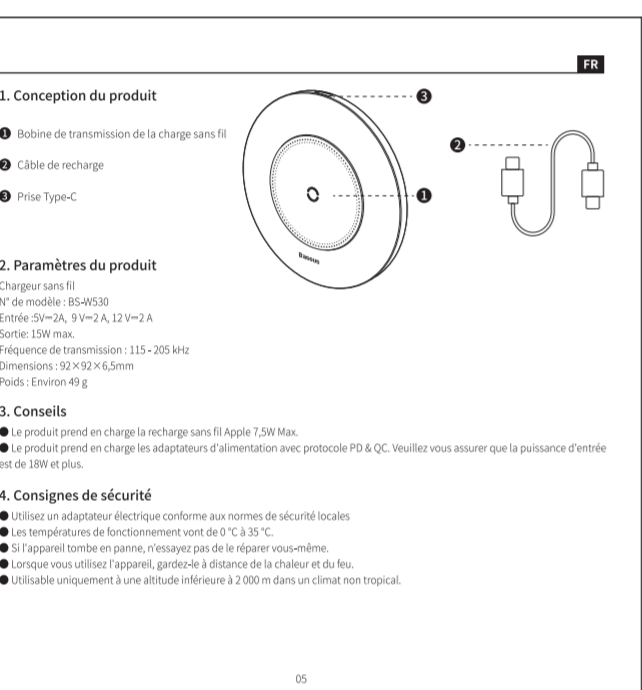 FR
1. Conception du produit
❶ Bobine de transmission de la charge sans fil
❷ Câble de recharge
❸ Prise Type-C
❸
❷
❶
Baseus
2. Paramètres du produit
Chargeur sans fil
N° de modèle : BS-W530
Entrée :5V⎓2A, 9 V⎓2 A, 12 V⎓2 A
Sortie: 15W max.
Fréquence de transmission : 115 - 205 kHz
Dimensions : 92×92×6,5mm
Poids : Environ 49 g
3. Conseils
● Le produit prend en charge la recharge sans fil Apple 7,5W Max.
● Le produit prend en charge les adaptateurs d'alimentation avec protocole PD & QC. Veuillez vous assurer que la puissance d'entrée
est de 18W et plus.
4. Consignes de sécurité
● Utilisez un adaptateur électrique conforme aux normes de sécurité locales
● Les températures de fonctionnement vont de 0 °C à 35 °C.
● Si l'appareil tombe en panne, n'essayez pas de le réparer vous-même.
● Lorsque vous utilisez l'appareil, gardez-le à distance de la chaleur et du feu.
● Utilisable uniquement à une altitude inférieure à 2 000 m dans un climat non tropical.
05